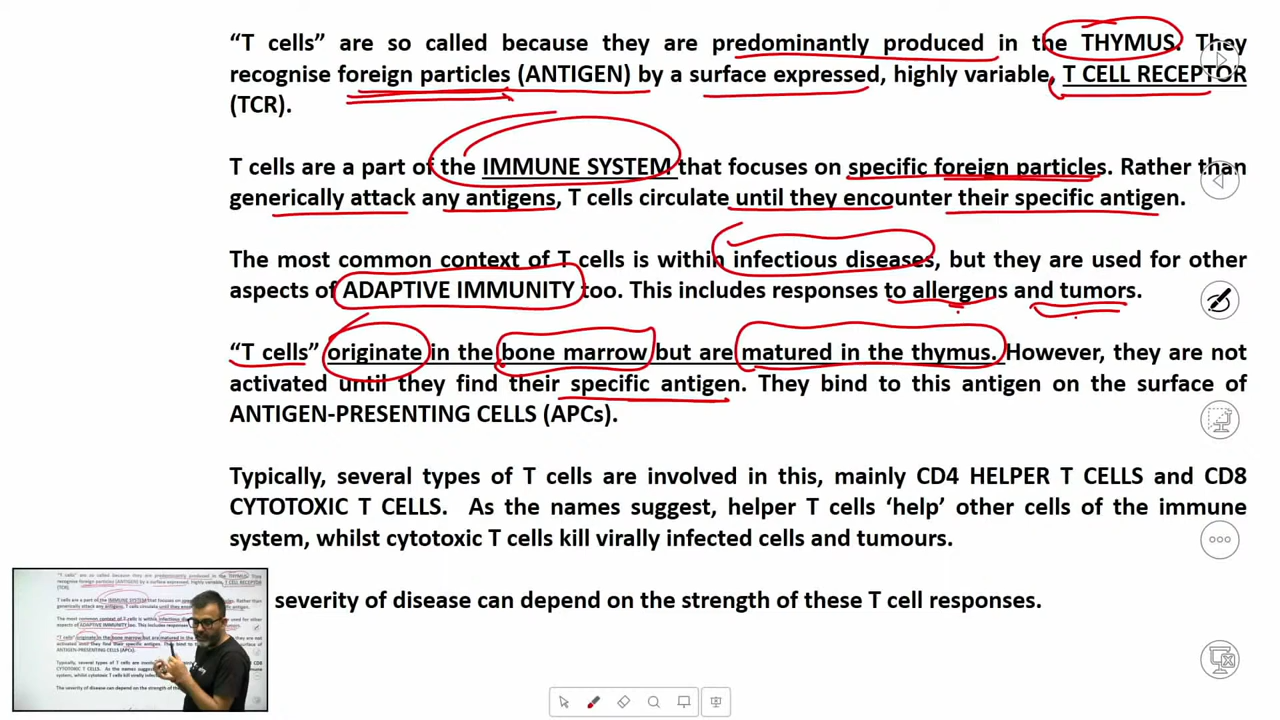 “T cells” are so called because they are predominantly produced in the THYMUS. They
recognise foreign particles (ANTIGEN) by a surface expressed, highly variable, T CELL RECEPTOR
(TCR).
T cells are a part of the IMMUNE SYSTEM that focuses on specific foreign particles. Rather than
generically attack any antigens, T cells circulate until they encounter their specific antigen.
The most common context of T cells is within infectious diseases, but they are used for other
aspects of ADAPTIVE IMMUNITY too. This includes responses to allergens and tumors.
“T cells” originate in the bone marrow but are matured in the thymus. However, they are not
activated until they find their specific antigen. They bind to this antigen on the surface of
ANTIGEN-PRESENTING CELLS (APCs).
Typically, several types of T cells are involved in this, mainly CD4 HELPER T CELLS and CD8
CYTOTOXIC T CELLS. As the names suggest, helper T cells ‘help’ other cells of the immune
system, whilst cytotoxic T cells kill virally infected cells and tumours.
severity of disease can depend on the strength of these T cell responses.